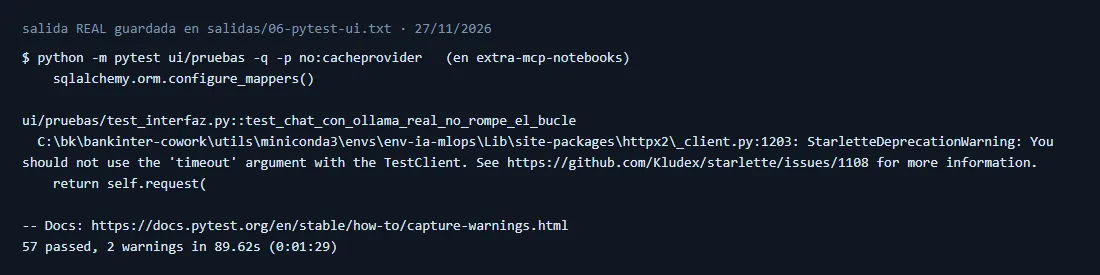 salida REAL guardada en salidas/06-pytest-ui.txt · 27/11/2026
$ python -m pytest ui/pruebas -q -p no:cacheprovider   (en extra-mcp-notebooks)
    sqlalchemy.orm.configure_mappers()
ui/pruebas/test_interfaz.py::test_chat_con_ollama_real_no_rompe_el_bucle
  C:\bk\bankinter-cowork\utils\miniconda3\envs\env-ia-mlops\Lib\site-packages\httpx2\_client.py:1203: StarletteDeprecationWarning: You
should not use the 'timeout' argument with the TestClient. See https://github.com/Kludex/starlette/issues/1108 for more information.
    return self.request(
-- Docs: https://docs.pytest.org/en/stable/how-to/capture-warnings.html
57 passed, 2 warnings in 89.62s (0:01:29)